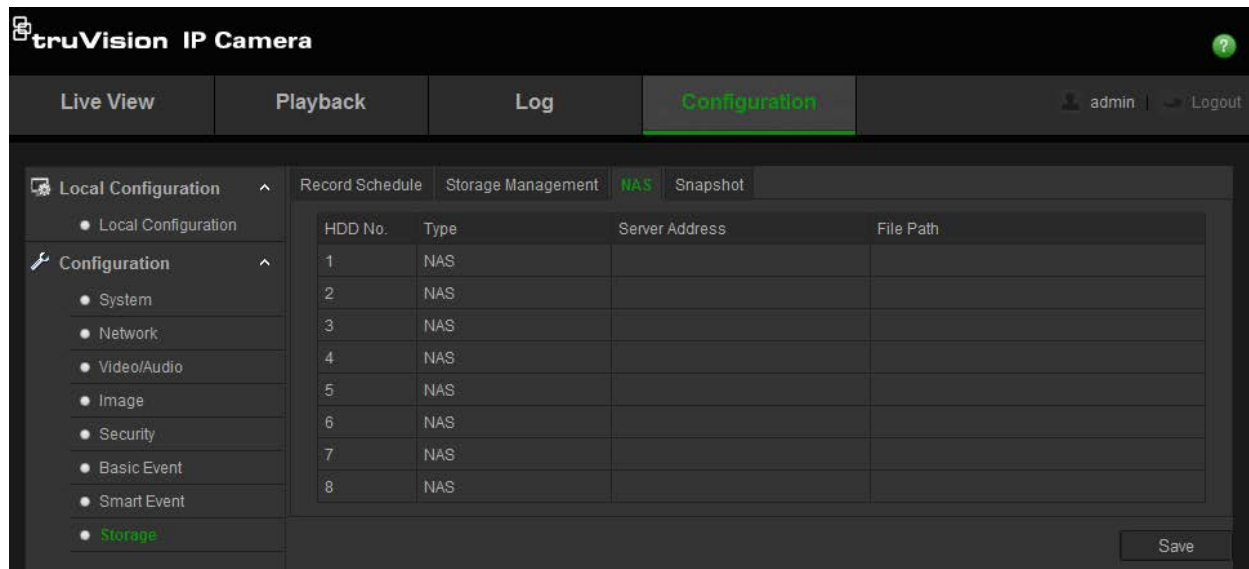 truVision IP Camera
?
Live View Playback Log Configuration admin | Logout
Local Configuration
Local Configuration
Configuration
System
Network
Video/Audio
Image
Security
Basic Event
Smart Event
Storage
Record Schedule Storage Management NAS Snapshot
HDD No. Type Server Address File Path
1 NAS
2 NAS
3 NAS
4 NAS
5 NAS
6 NAS
7 NAS
8 NAS
Save